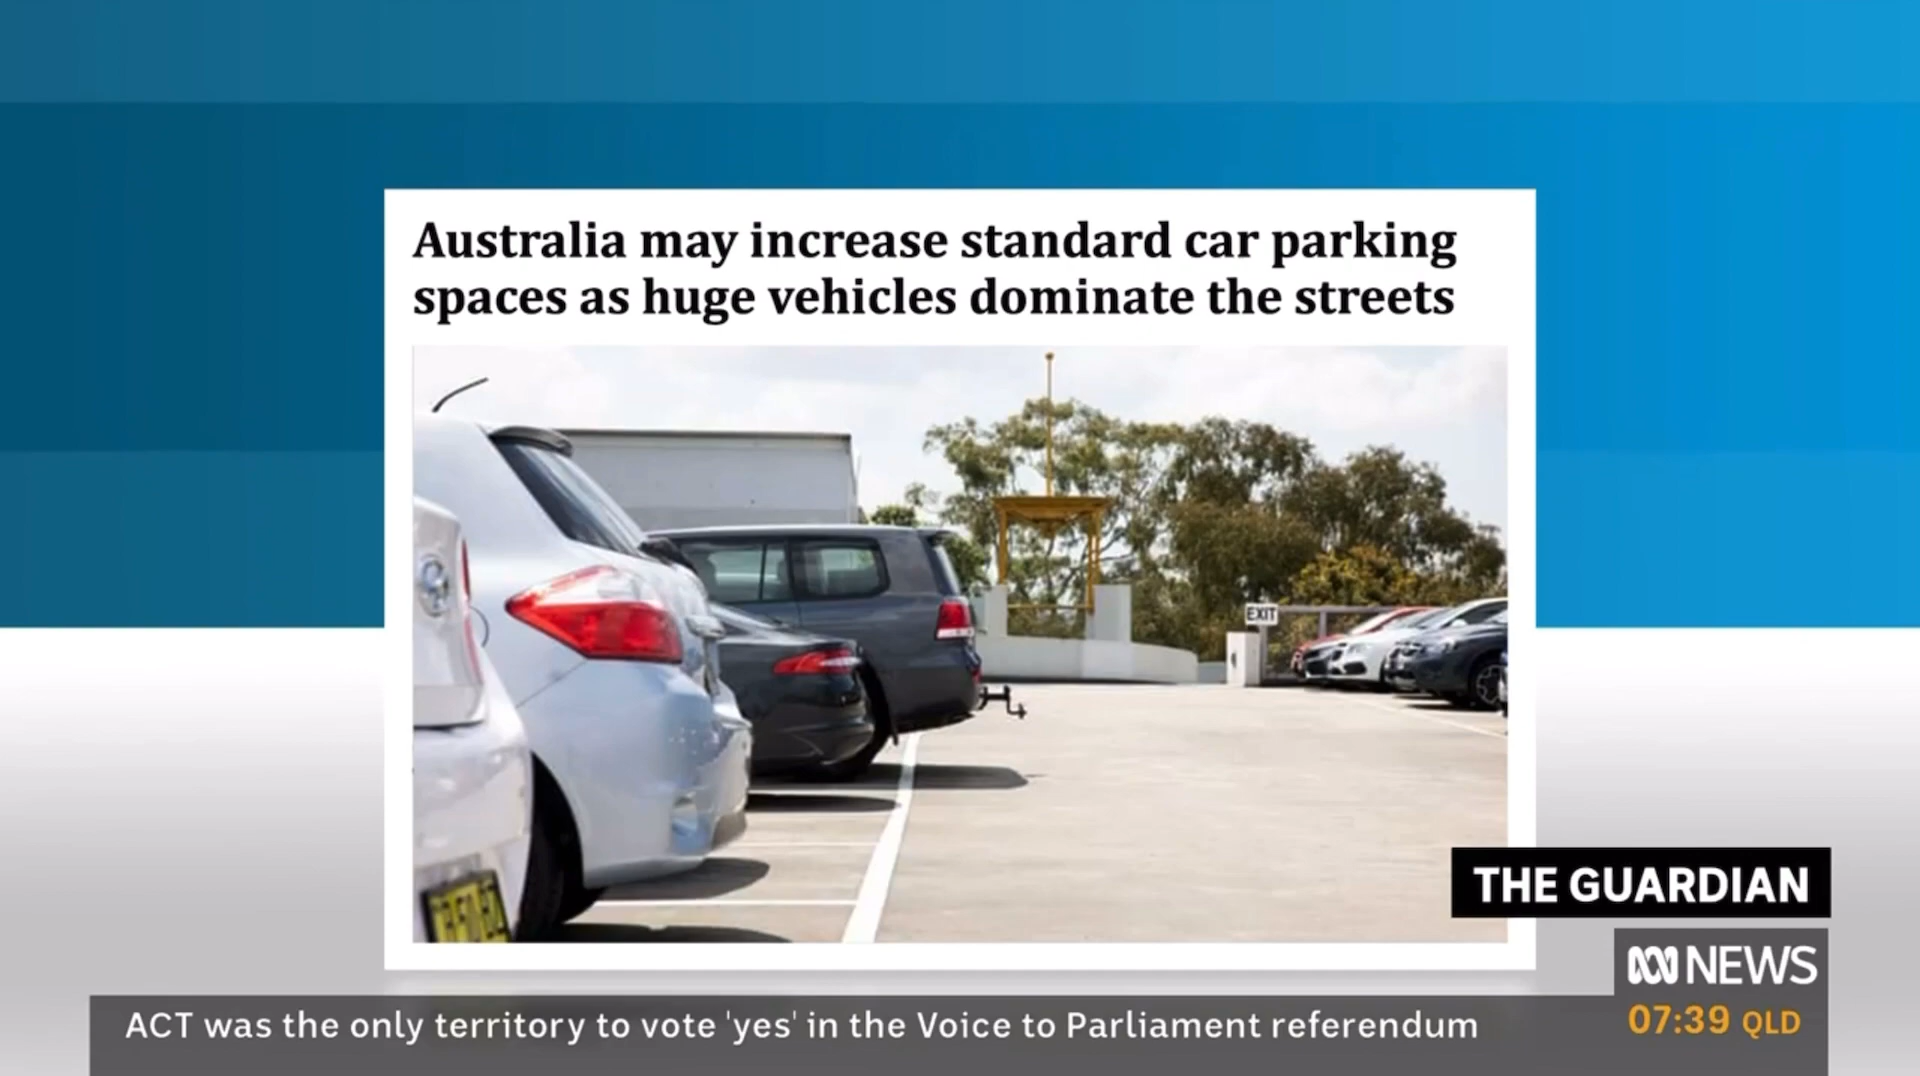 Australia may increase standard car parking
spaces as huge vehicles dominate the streets
EXIT
THE GUARDIAN
NEWS
07:39 QLD
ACT was the only territory to vote 'yes' in the Voice to Parliament referendum